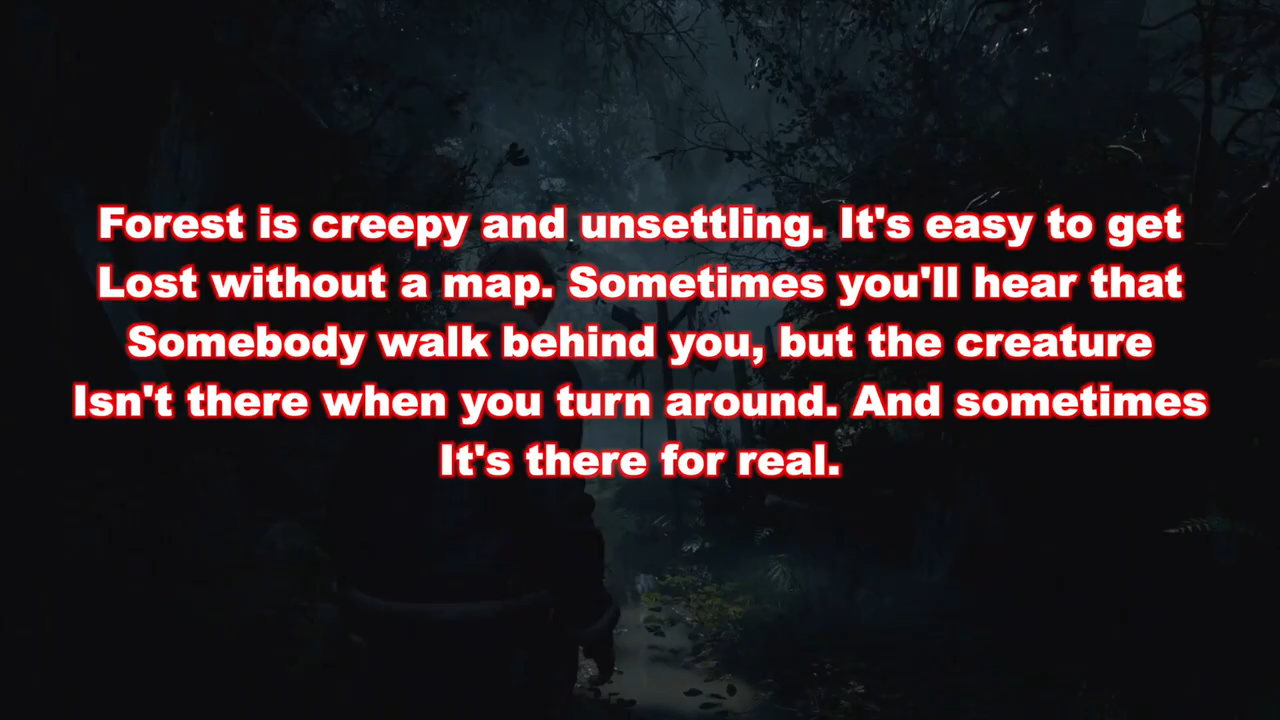 Forest is creepy and unsettling. It's easy to get
Lost without a map. Sometimes you'll hear that
Somebody walk behind you, but the creature
Isn't there when you turn around. And sometimes
It's there for real.